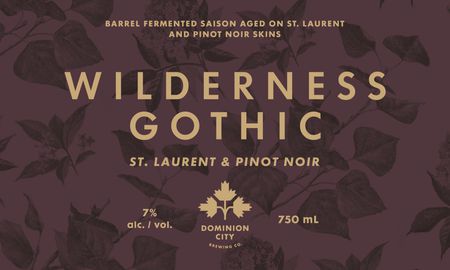 BARREL FERMENTED SAISON AGED ON ST. LAURENT
AND PINOT NOIR SKINS
WILDERNESS
GOTHIC
ST. LAURENT & PINOT NOIR
7%
alc. / vol.
DOMINION
CITY
BREWING CO.
750 mL